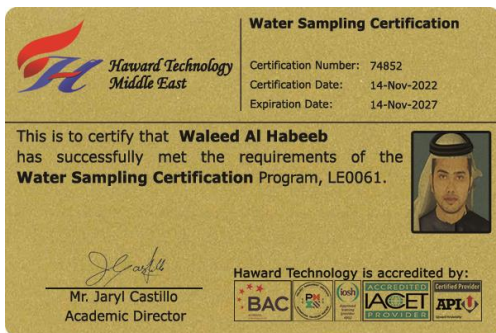 Haward Technology
Middle East
Water Sampling Certification
Certification Number: 74852
Certification Date: 14-Nov-2022
Expiration Date: 14-Nov-2027
This is to certify that Waleed Al Habeeb
has successfully met the requirements of the
Water Sampling Certification Program, LE0061.
Mr. Jaryl Castillo
Academic Director
Haward Technology is accredited by:
BAC
iosh
ACCREDITED
IACET
PROVIDER
Certified Provider
API